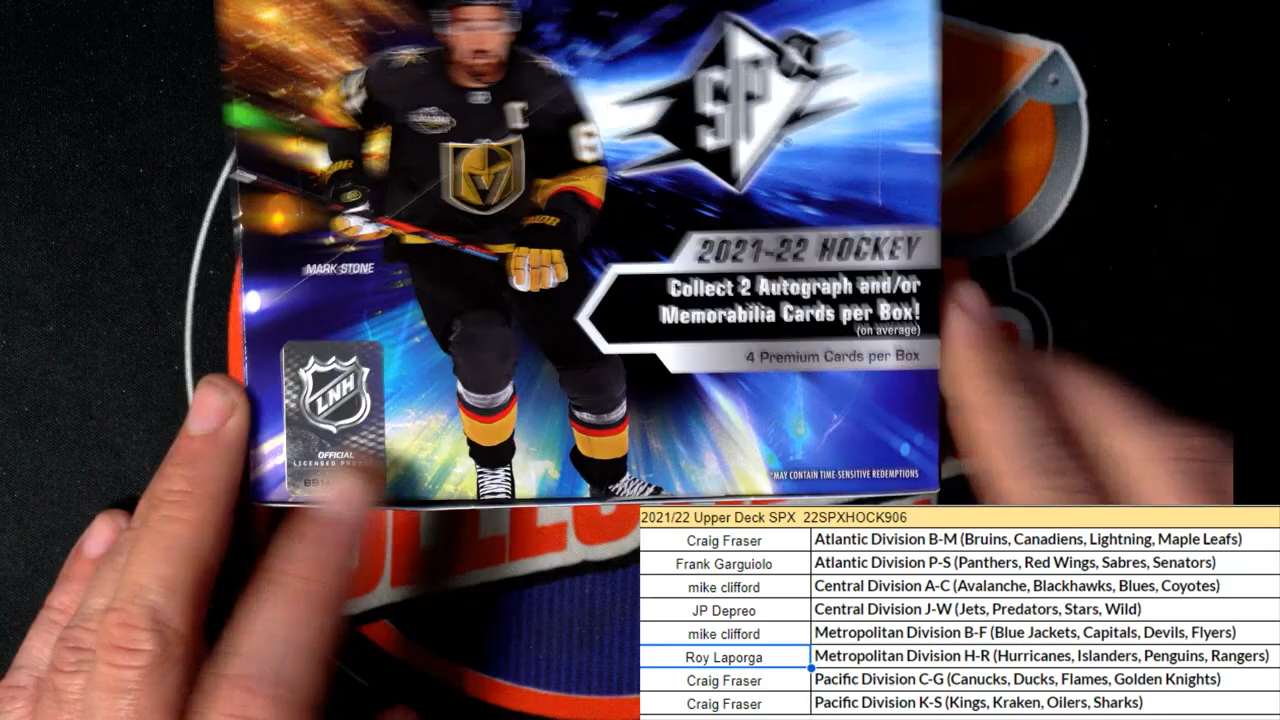 SPX
2021-22 HOCKEY
Collect 2 Autograph and/or
Memorabilia Cards per Box!
(on average)
4 Premium Cards per Box
MARK STONE
C
LNH
OFFICIAL
LICENSED PRODUCT
*MAY CONTAIN TIME-SENSITIVE REDEMPTIONS
2021/22 Upper Deck SPX 22SPXHOCK906
Craig Fraser Atlantic Division B-M (Bruins, Canadiens, Lightning, Maple Leafs)
Frank Garguiolo Atlantic Division P-S (Panthers, Red Wings, Sabres, Senators)
mike clifford Central Division A-C (Avalanche, Blackhawks, Blues, Coyotes)
JP Depreo Central Division J-W (Jets, Predators, Stars, Wild)
mike clifford Metropolitan Division B-F (Blue Jackets, Capitals, Devils, Flyers)
Roy Laporga Metropolitan Division H-R (Hurricanes, Islanders, Penguins, Rangers)
Craig Fraser Pacific Division C-G (Canucks, Ducks, Flames, Golden Knights)
Craig Fraser Pacific Division K-S (Kings, Kraken, Oilers, Sharks)